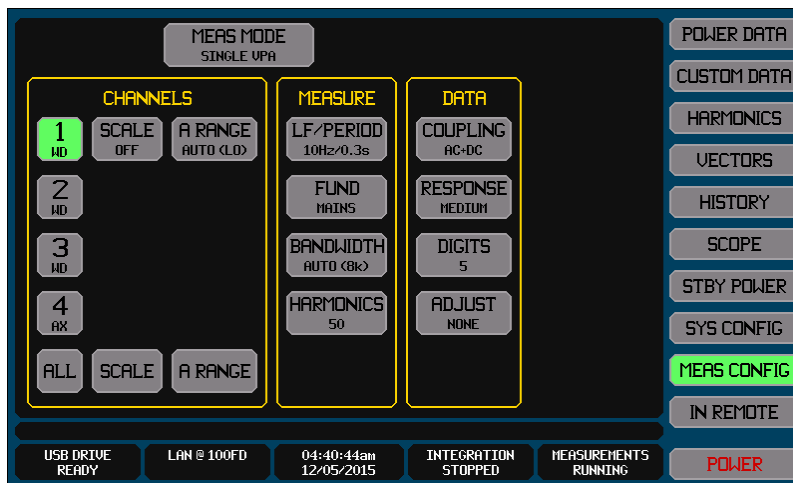 MEAS MODE
SINGLE VPA
CHANNELS
1
WD
SCALE
OFF
A RANGE
AUTO (LO)
2
WD
3
WD
4
AX
ALL
SCALE
A RANGE
MEASURE
LF/PERIOD
10Hz/0.3s
FUND
MAINS
BANDWIDTH
AUTO (8k)
HARMONICS
50
DATA
COUPLING
AC+DC
RESPONSE
MEDIUM
DIGITS
5
ADJUST
NONE
POWER DATA
CUSTOM DATA
HARMONICS
VECTORS
HISTORY
SCOPE
STBY POWER
SYS CONFIG
MEAS CONFIG
IN REMOTE
POWER
USB DRIVE
READY
LAN @ 100FD
04:40:44am
12/05/2015
INTEGRATION
STOPPED
MEASUREMENTS
RUNNING